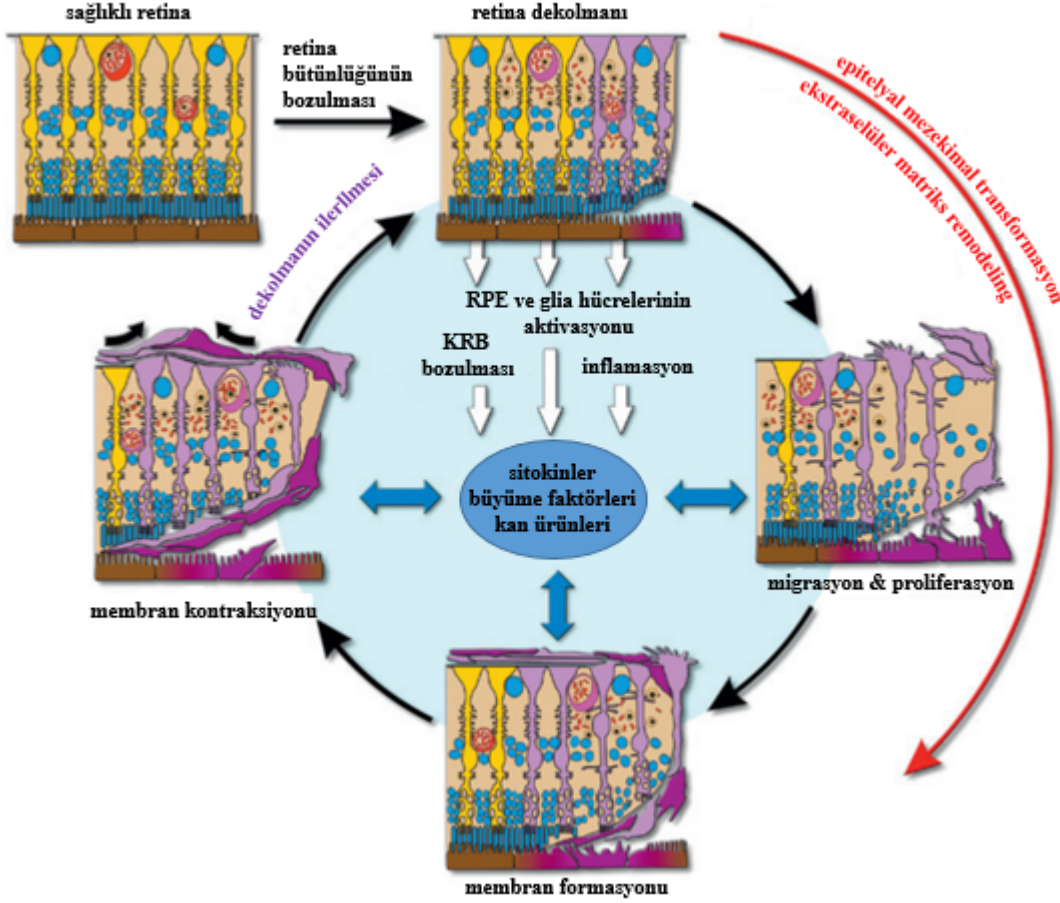 sağlıklı retina
retina dekolmanı
retina
bütünlüğünün
bozulması
epitelyal mezekimal transformasyon
ekstraselüler matriks remodeling
dekolmanın ilerilmesi
RPE ve glia hücrelerinin
aktivasyonu
KRB
bozulması
inflamasyon
sitokinler
büyüme faktörleri
kan ürünleri
migrasyon & proliferasyon
membran kontraksiyonu
membran formasyonu